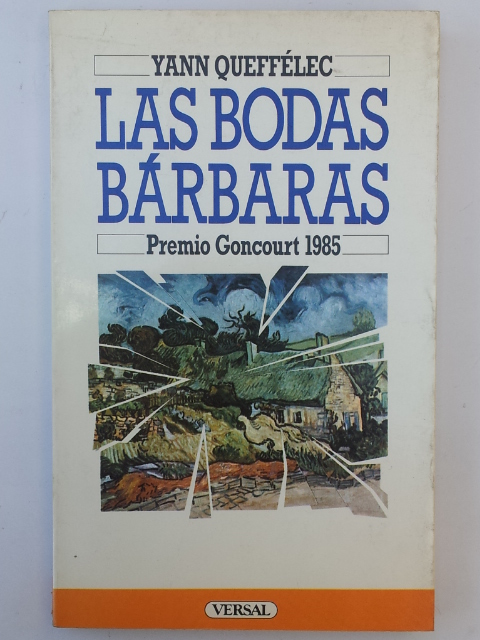 YANN QUEFFÉLEC
LAS BODAS
BÁRBARAS
Premio Goncourt 1985
VERSAL